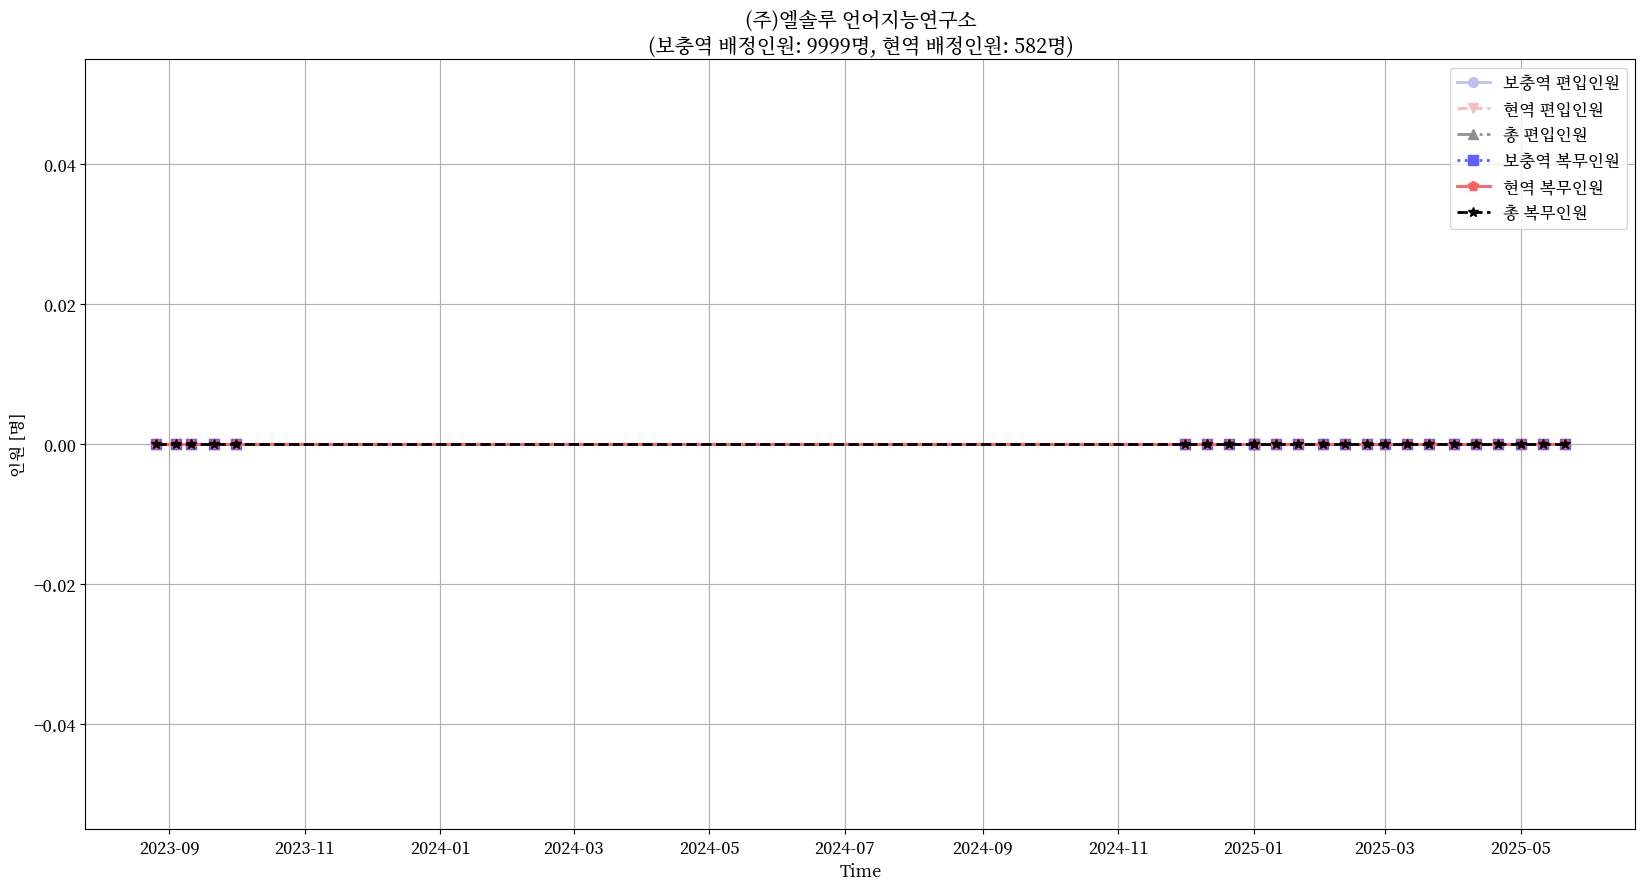 (주)엘솔루 언어지능연구소
(보충역 배정인원: 9999명, 현역 배정인원: 582명)
보충역 편입인원
현역 편입인원
총 편입인원
보충역 복무인원
현역 복무인원
총 복무인원
인원 [명]
0.04
0.02
0.00
−0.02
−0.04
2023-09 2023-11 2024-01 2024-03 2024-05 2024-07 2024-09 2024-11 2025-01 2025-03 2025-05
Time